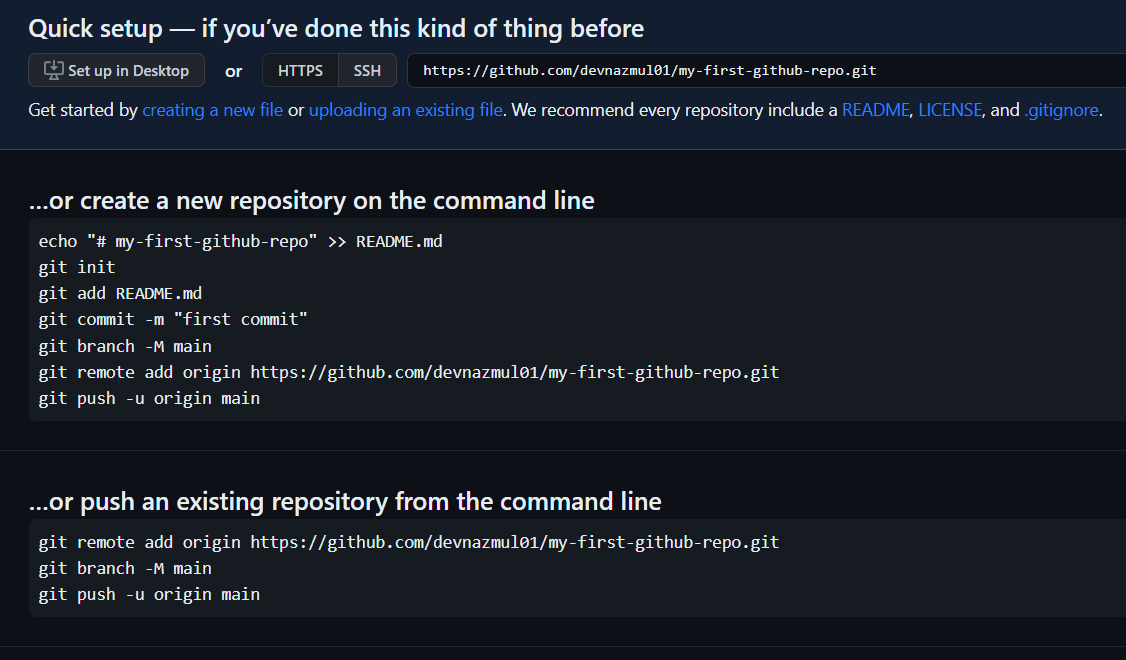 Quick setup — if you’ve done this kind of thing before
Set up in Desktop or HTTPS SSH https://github.com/devnazmul01/my-first-github-repo.git
Get started by creating a new file or uploading an existing file. We recommend every repository include a README, LICENSE, and .gitignore.
…or create a new repository on the command line
echo "# my-first-github-repo" >> README.md
git init
git add README.md
git commit -m "first commit"
git branch -M main
git remote add origin https://github.com/devnazmul01/my-first-github-repo.git
git push -u origin main
…or push an existing repository from the command line
git remote add origin https://github.com/devnazmul01/my-first-github-repo.git
git branch -M main
git push -u origin main